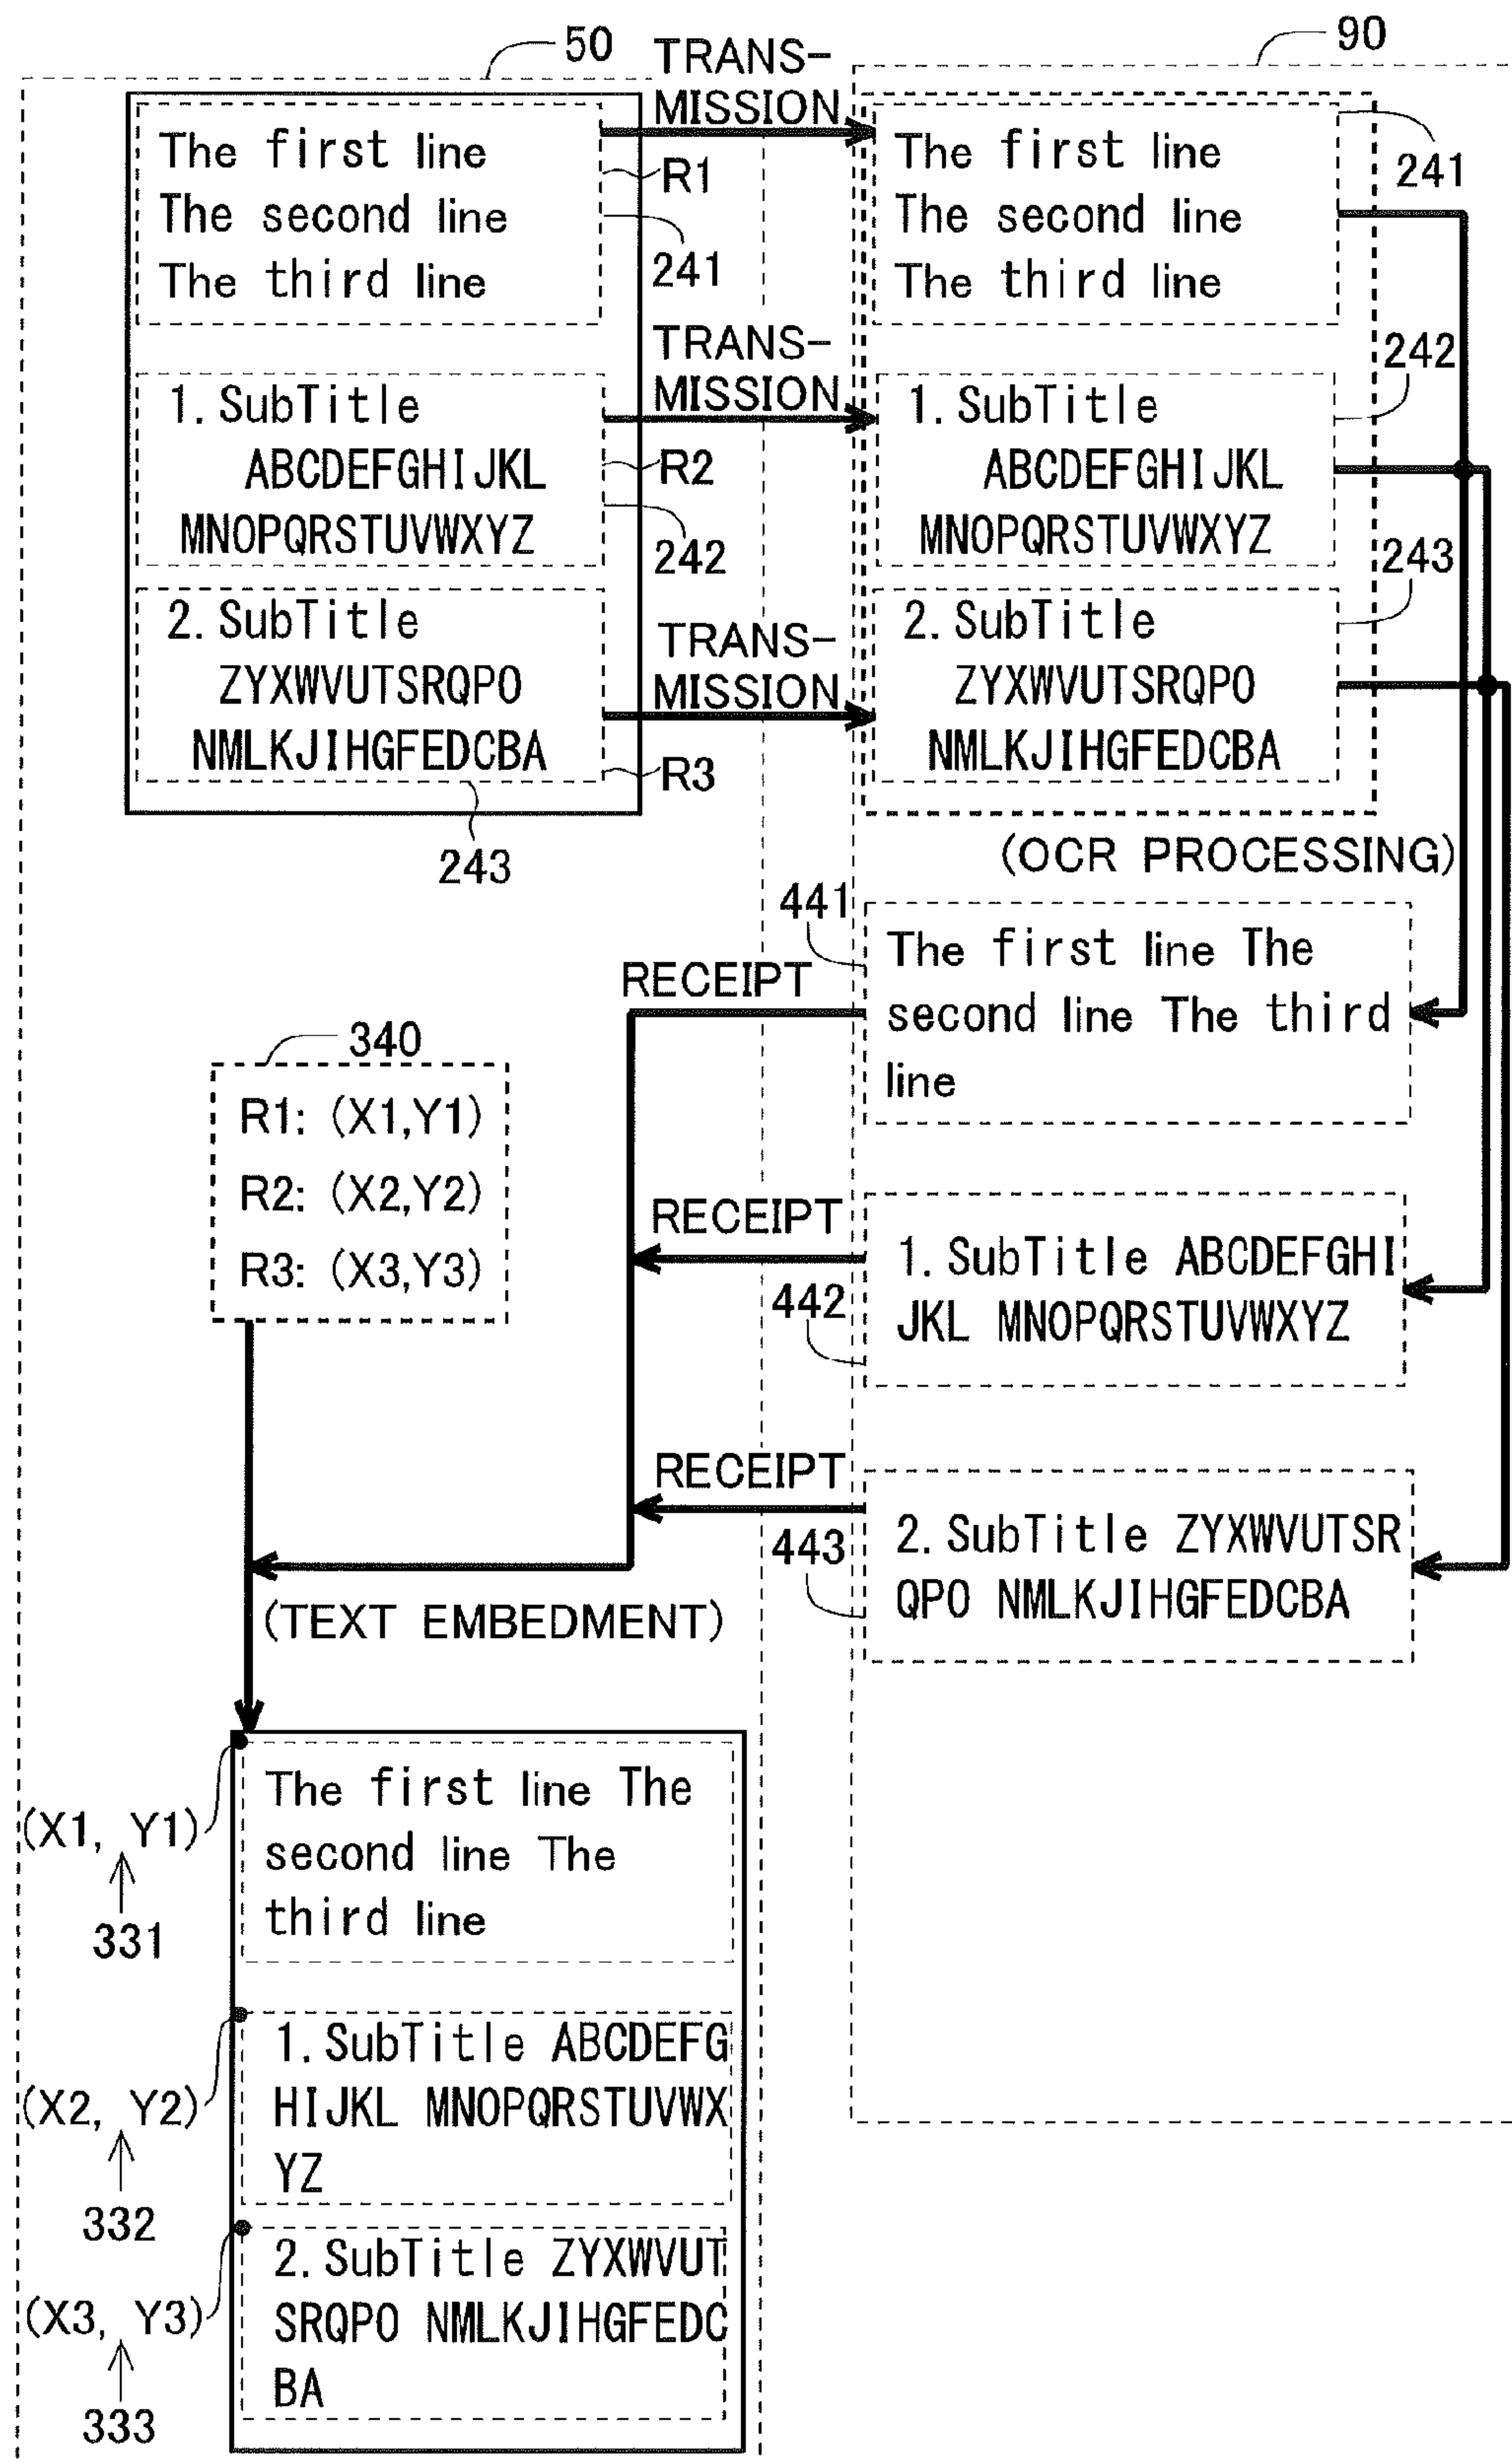 50
90
TRANS-
MISSION
The first line
The second line
The third line
R1
241
The first line
The second line
The third line
241
TRANS-
MISSION
1. SubTitle
ABCDEFGHIJKL
MNOPQRSTUVWXYZ
R2
242
1. SubTitle
ABCDEFGHIJKL
MNOPQRSTUVWXYZ
242
TRANS-
MISSION
2. SubTitle
ZYXWVUTSRQPO
NMLKJIHGFEDCBA
R3
243
2. SubTitle
ZYXWVUTSRQPO
NMLKJIHGFEDCBA
243
(OCR PROCESSING)
441
The first line The
second line The third
line
RECEIPT
340
R1: (X1,Y1)
R2: (X2,Y2)
R3: (X3,Y3)
RECEIPT
442
1. SubTitle ABCDEFGHI
JKL MNOPQRSTUVWXYZ
RECEIPT
443
2. SubTitle ZYXWVUTSR
QPO NMLKJIHGFEDCBA
(TEXT EMBEDMENT)
(X1, Y1)
331
The first line The
second line The
third line
(X2, Y2)
332
1. SubTitle ABCDEFG
HIJKL MNOPQRSTUVWX
YZ
(X3, Y3)
333
2. SubTitle ZYXWVUT
SRQPO NMLKJIHGFEDC
BA